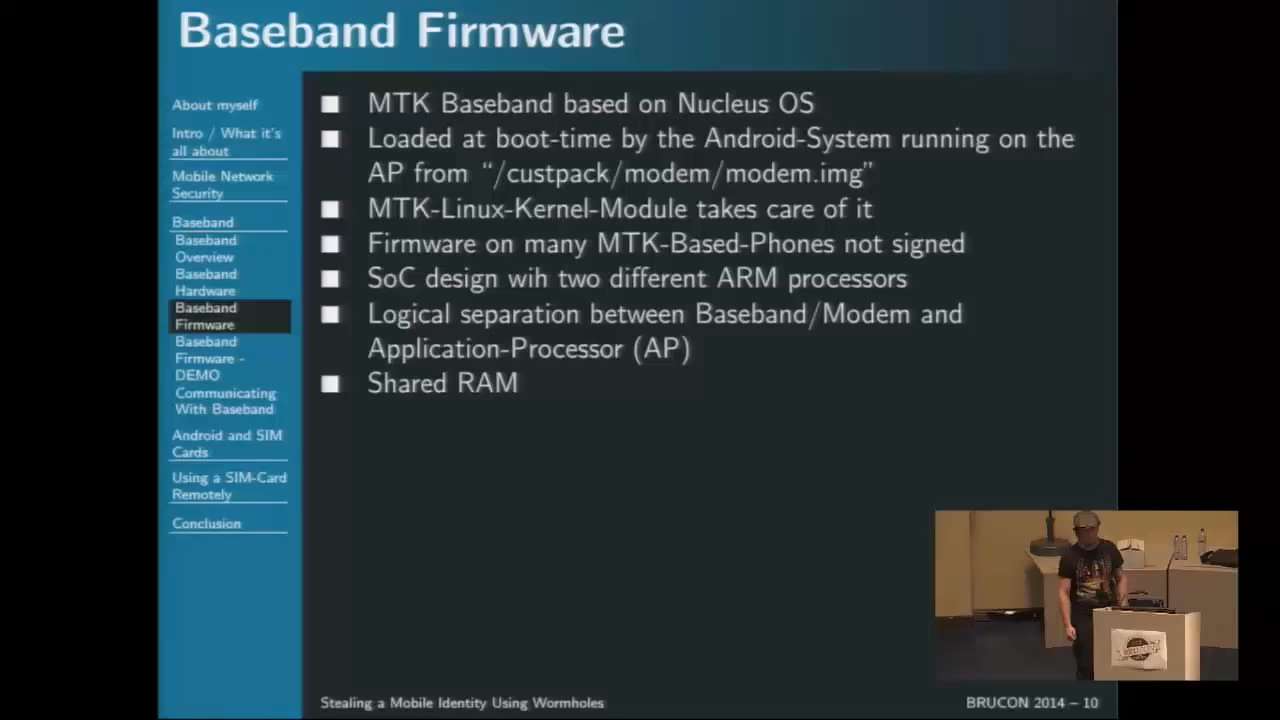 Baseband Firmware
About myself
Intro / What it's
all about
Mobile Network
Security
Baseband
Baseband
Overview
Baseband
Hardware
Baseband
Firmware
Baseband
Firmware -
DEMO
Communicating
With Baseband
Android and SIM
Cards
Using a SIM-Card
Remotely
Conclusion
MTK Baseband based on Nucleus OS
Loaded at boot-time by the Android-System running on the
AP from “/custpack/modem/modem.img”
MTK-Linux-Kernel-Module takes care of it
Firmware on many MTK-Based-Phones not signed
SoC design wih two different ARM processors
Logical separation between Baseband/Modem and
Application-Processor (AP)
Shared RAM
Stealing a Mobile Identity Using Wormholes
BRUCON 2014 – 10